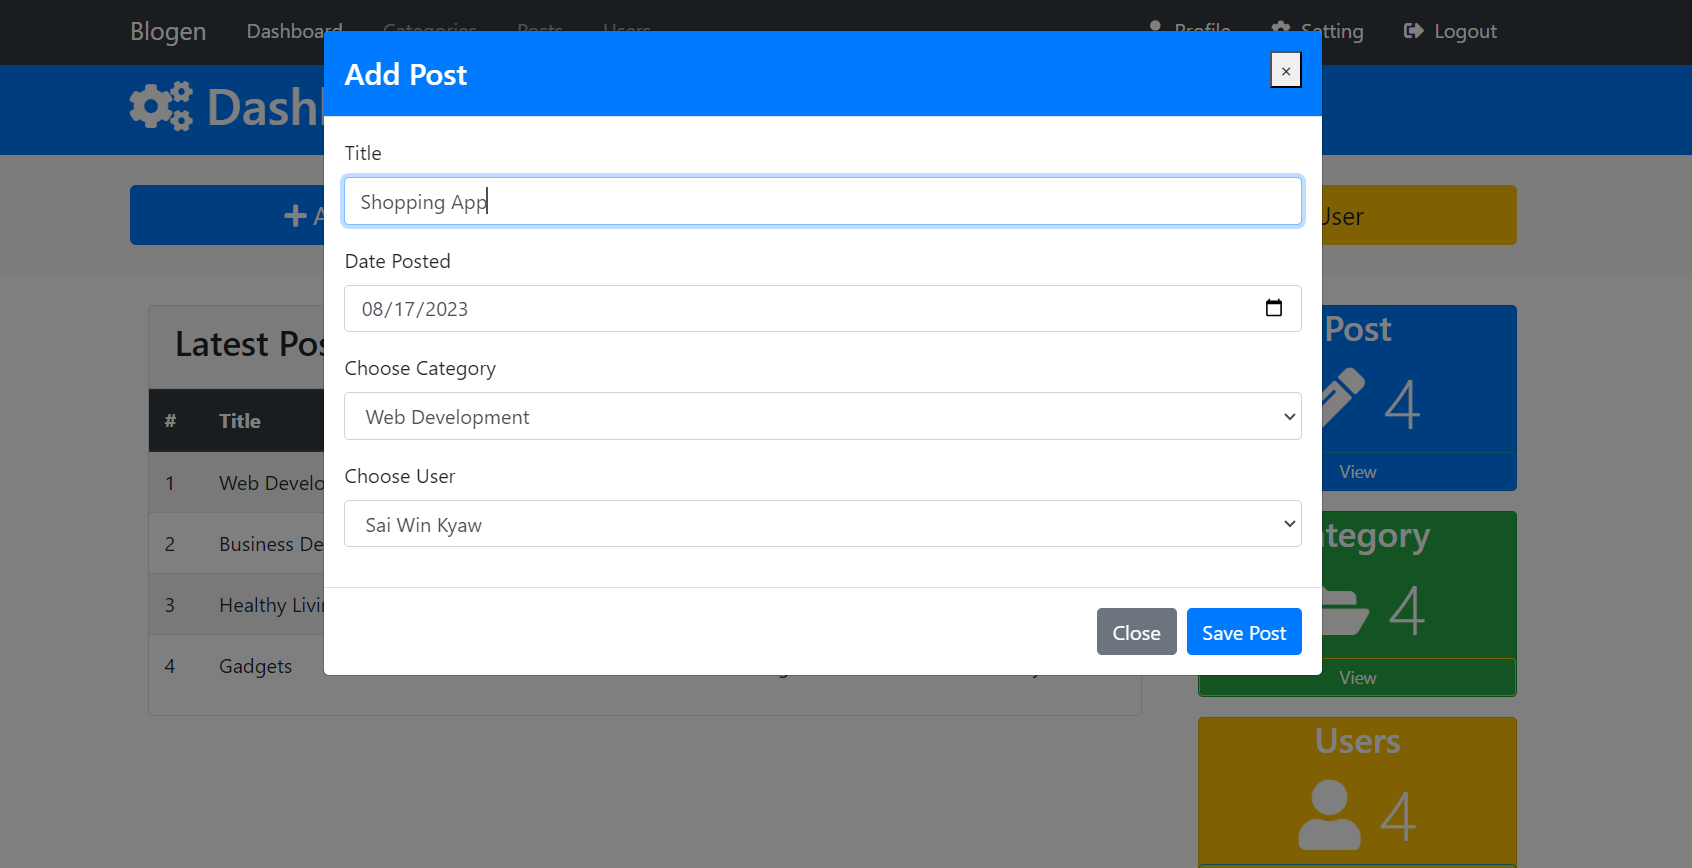 Blogen Dashboard Categories Posts Users Profile Setting Logout
Add Post ×
Dash
Title
Shopping App
User
Date Posted
08/17/2023
Latest Pos
Post
Choose Category
4
# Title
Web Development
View
Choose User
1 Web Develo
Sai Win Kyaw
2 Business De
tegory
3 Healthy Livi
4
Close Save Post
4 Gadgets
View
Users
4